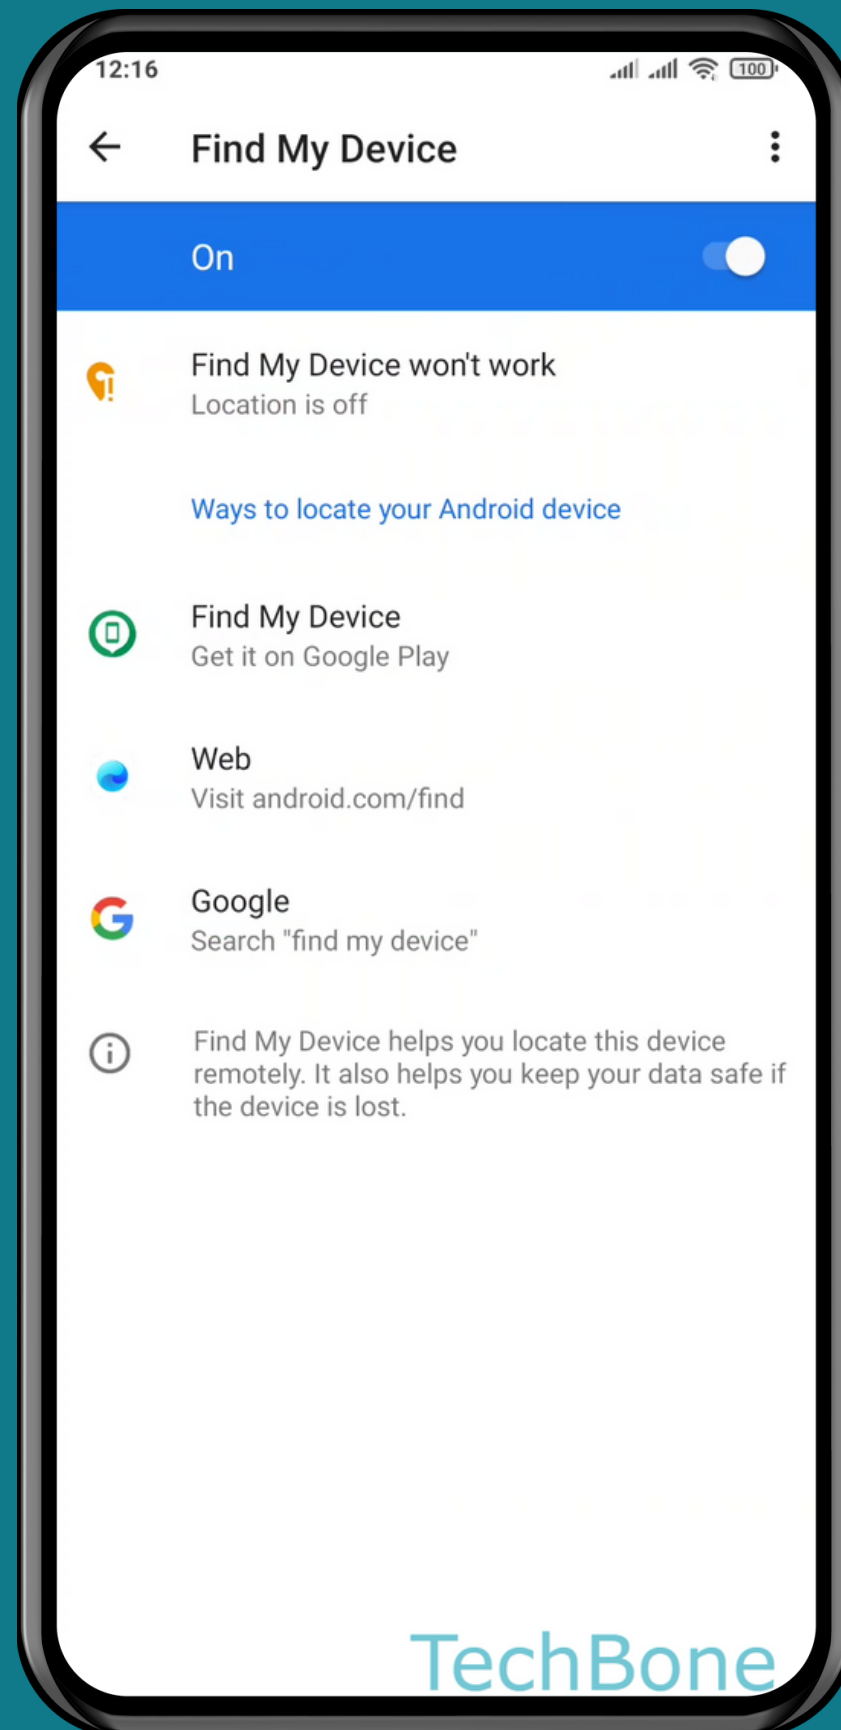 12:16
100
Find My Device
On
Find My Device won't work
Location is off
Ways to locate your Android device
Find My Device
Get it on Google Play
Web
Visit android.com/find
Google
Search "find my device"
Find My Device helps you locate this device
remotely. It also helps you keep your data safe if
the device is lost.
TechBone